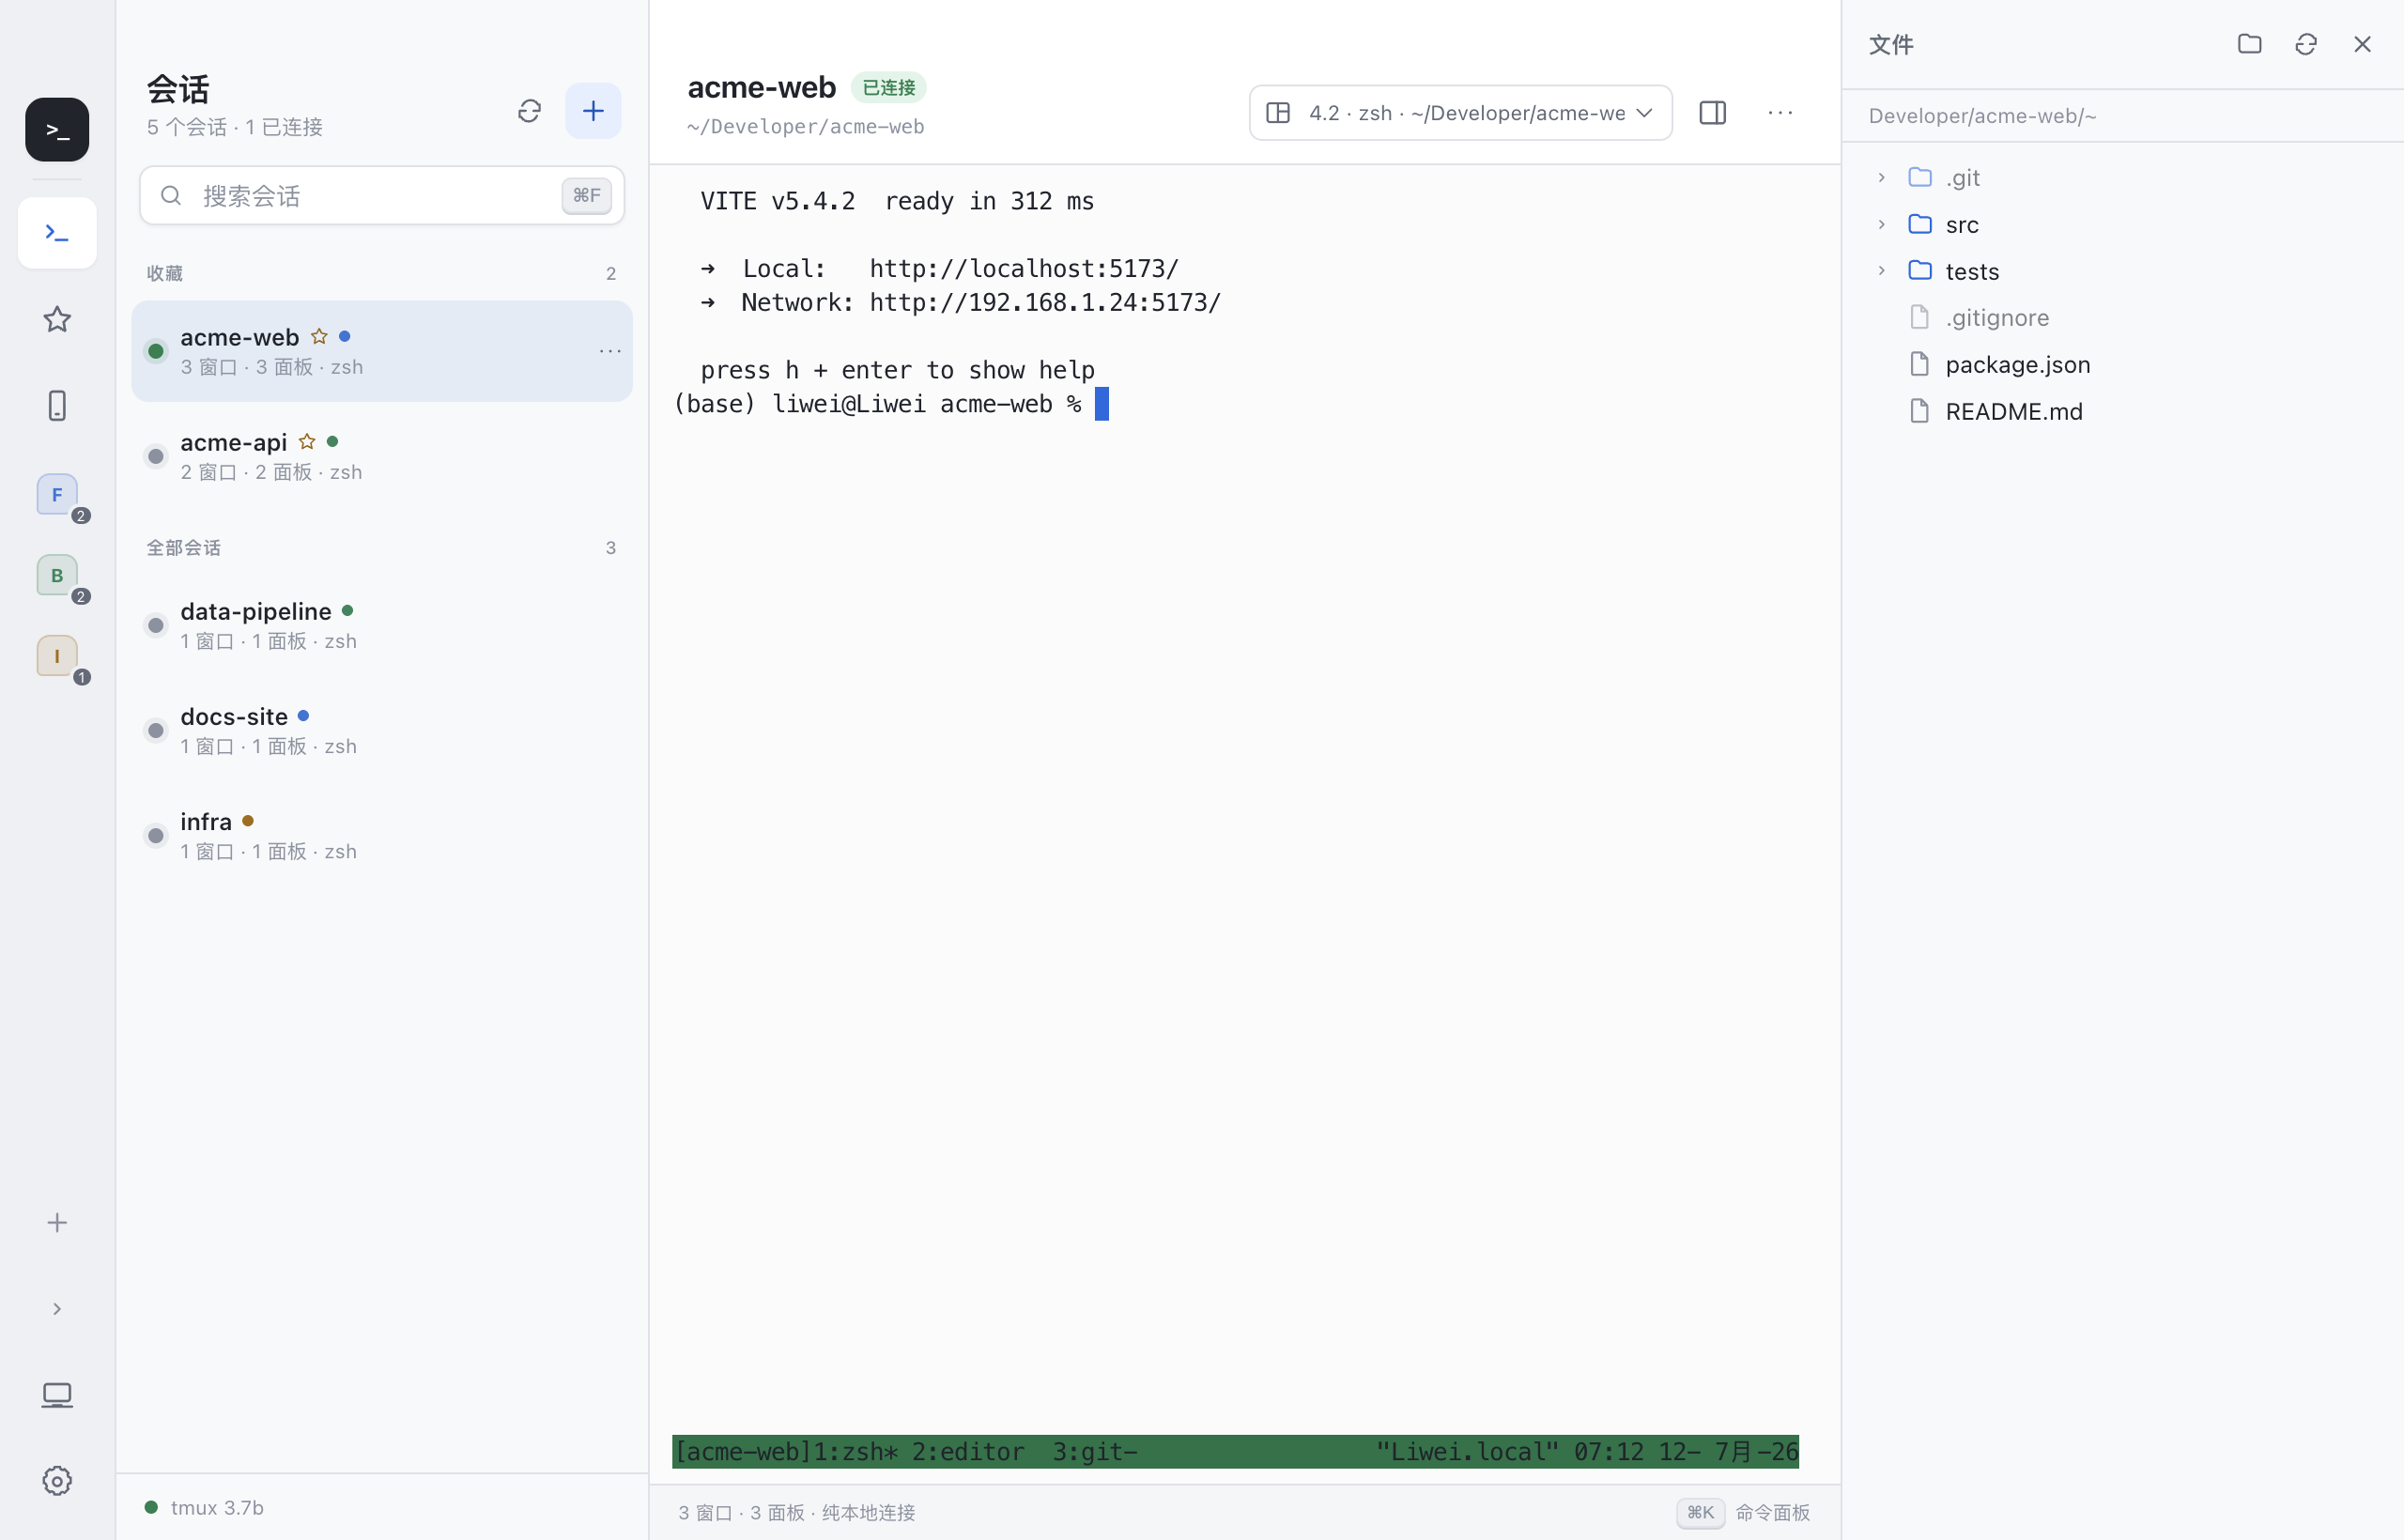 >_
F
2
B
2
I
1
会话
5 个会话 · 1 已连接
搜索会话
⌘F
收藏
2
acme-web
3 窗口 · 3 面板 · zsh
acme-api
2 窗口 · 2 面板 · zsh
全部会话
3
data-pipeline
1 窗口 · 1 面板 · zsh
docs-site
1 窗口 · 1 面板 · zsh
infra
1 窗口 · 1 面板 · zsh
tmux 3.7b
acme-web 已连接
~/Developer/acme-web
4.2 · zsh · ~/Developer/acme-we
VITE v5.4.2  ready in 312 ms
➜  Local:   http://localhost:5173/
➜  Network: http://192.168.1.24:5173/
press h + enter to show help
(base) liwei@Liwei acme-web %
[acme-web]1:zsh* 2:editor  3:git-    "Liwei.local" 07:12 12- 7月-26
3 窗口 · 3 面板 · 纯本地连接
⌘K 命令面板
文件
Developer/acme-web/~
.git
src
tests
.gitignore
package.json
README.md